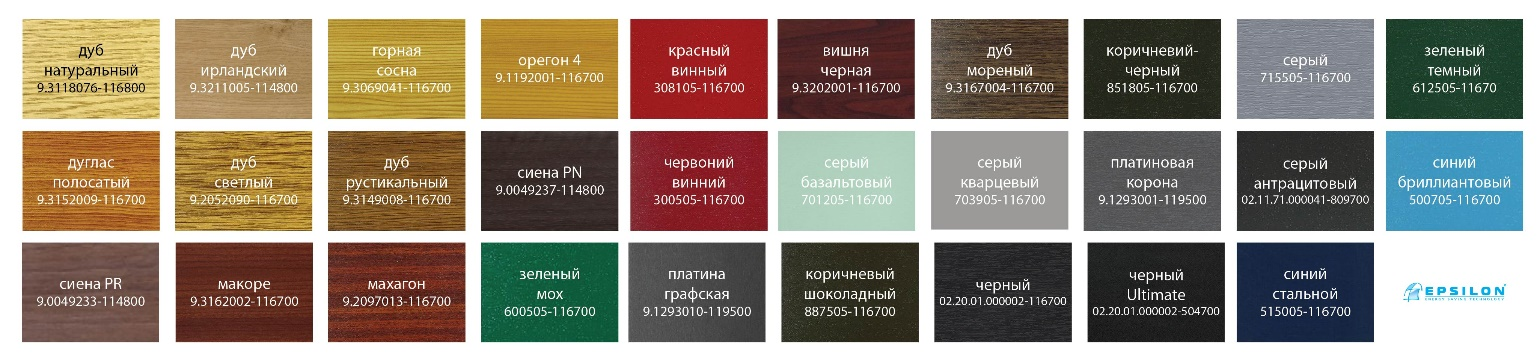 дуб
натуральный
9.3118076-116800
дуб
ирландский
9.3211005-114800
горная
сосна
9.3069041-116700
орегон 4
9.1192001-116700
красный
винный
308105-116700
вишня
черная
9.3202001-116700
дуб
мореный
9.3167004-116700
коричневий-
черный
851805-116700
серый
715505-116700
зеленый
темный
612505-11670
дуглас
полосатый
9.3152009-116700
дуб
светлый
9.2052090-116700
дуб
рустикальный
9.3149008-116700
сиена PN
9.0049237-114800
червоний
винний
300505-116700
серый
базальтовый
701205-116700
серый
кварцевый
703905-116700
платиновая
корона
9.1293001-119500
серый
антрацитовый
02.11.71.000041-809700
синий
бриллиантовый
500705-116700
сиена PR
9.0049233-114800
макоре
9.3162002-116700
махагон
9.2097013-116700
зеленый
мох
600505-116700
платина
графская
9.1293010-119500
коричневый
шоколадный
887505-116700
черный
02.20.01.000002-116700
черный
Ultimate
02.20.01.000002-504700
синий
стальной
515005-116700
EPSILON
ENERGY SAVING TECHNOLOGY